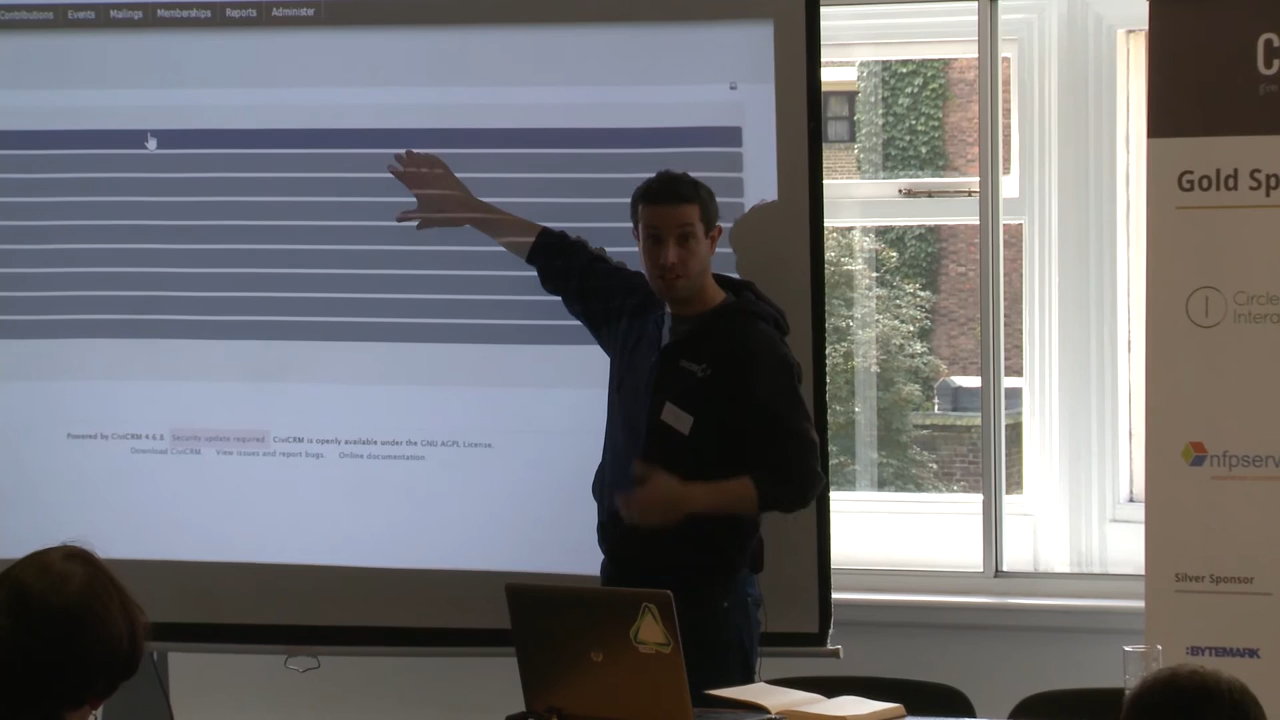 Contributions Events Mailings Memberships Reports Administer
Powered by CiviCRM 4.6.8. Security update required. CiviCRM is openly available under the GNU AGPL License.
Download CiviCRM. View issues and report bugs. Online documentation.
C
Gold Sp
Circle
Intera
nfpserv
Silver Sponsor
:BYTEMARK